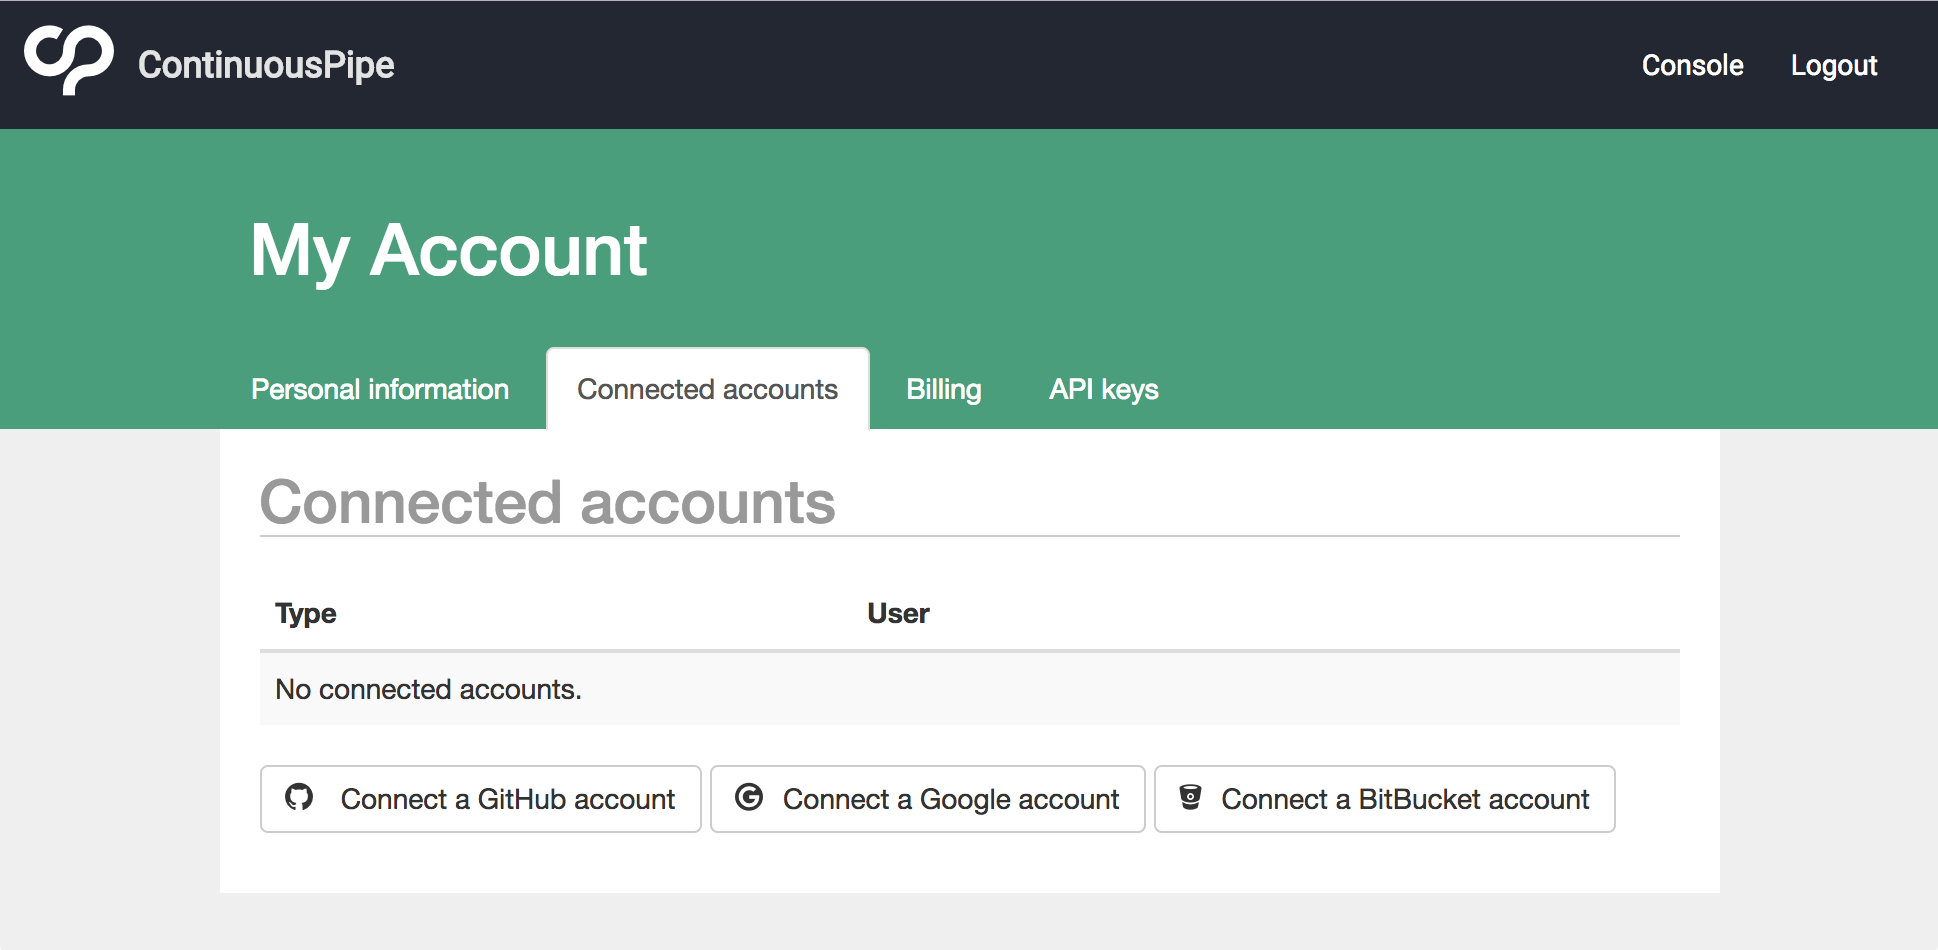 ContinuousPipe
Console
Logout
My Account
Personal information
Connected accounts
Billing
API keys
Connected accounts
Type
User
No connected accounts.
Connect a GitHub account
Connect a Google account
Connect a BitBucket account